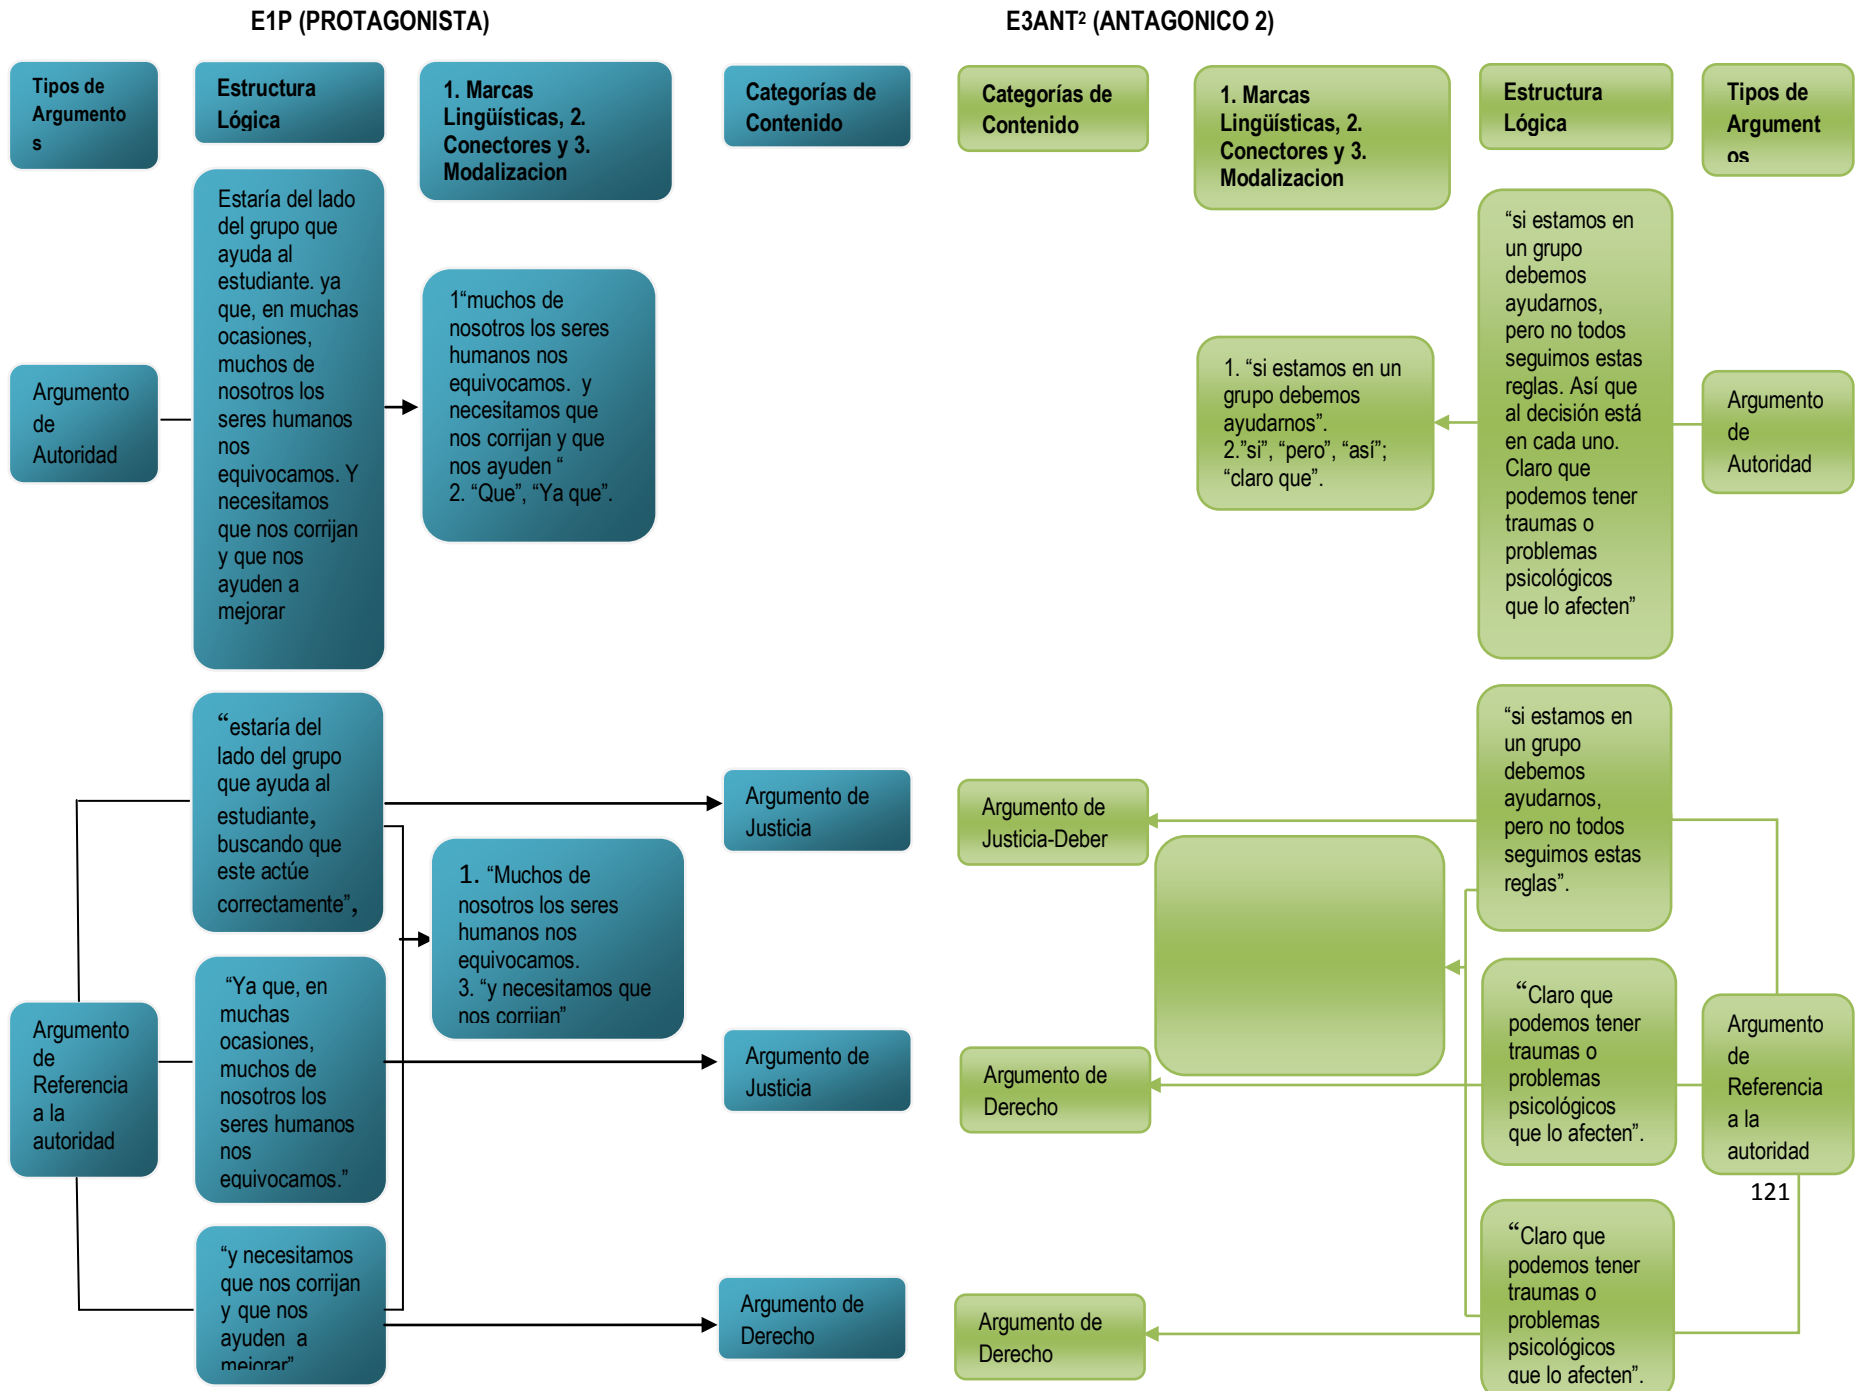 E1P (PROTAGONISTA)
E3ANT² (ANTAGONICO 2)
Tipos de
Argumento
s
Estructura
Lógica
1. Marcas
Lingüísticas, 2.
Conectores y 3.
Modalizacion
Categorías de
Contenido
Categorías de
Contenido
1. Marcas
Lingüísticas, 2.
Conectores y 3.
Modalizacion
Estructura
Lógica
Tipos de
Argument
os
Argumento
de
Autoridad
Estaría del lado
del grupo que
ayuda al
estudiante. ya
que, en muchas
ocasiones,
muchos de
nosotros los
seres humanos
nos
equivocamos. Y
necesitamos
que nos corrijan
y que nos
ayuden a
mejorar
1“muchos de
nosotros los seres
humanos nos
equivocamos.  y
necesitamos que
nos corrijan y que
nos ayuden “
2. “Que”, “Ya que”.
1. “si estamos en un
grupo debemos
ayudarnos”.
2.”si”, “pero”, “así”;
“claro que”.
“si estamos en
un grupo
debemos
ayudarnos,
pero no todos
seguimos estas
reglas. Así que
al decisión está
en cada uno.
Claro que
podemos tener
traumas o
problemas
psicológicos
que lo afecten”
Argumento
de
Autoridad
Argumento
de
Referencia
a la
autoridad
“estaría del
lado del grupo
que ayuda al
estudiante,
buscando que
este actúe
correctamente”,
“Ya que, en
muchas
ocasiones,
muchos de
nosotros los
seres humanos
nos
equivocamos.”
“y necesitamos
que nos corrijan
y que nos
ayuden  a
mejorar”
1. “Muchos de
nosotros los seres
humanos nos
equivocamos.
3. “y necesitamos que
nos corrijan”
Argumento de
Justicia
Argumento de
Justicia
Argumento de
Derecho
Argumento de
Justicia-Deber
Argumento de
Derecho
Argumento de
Derecho
“si estamos en
un grupo
debemos
ayudarnos,
pero no todos
seguimos estas
reglas”.
“Claro que
podemos tener
traumas o
problemas
psicológicos
que lo afecten”.
“Claro que
podemos tener
traumas o
problemas
psicológicos
que lo afecten”.
Argumento
de
Referencia
a la
autoridad
121